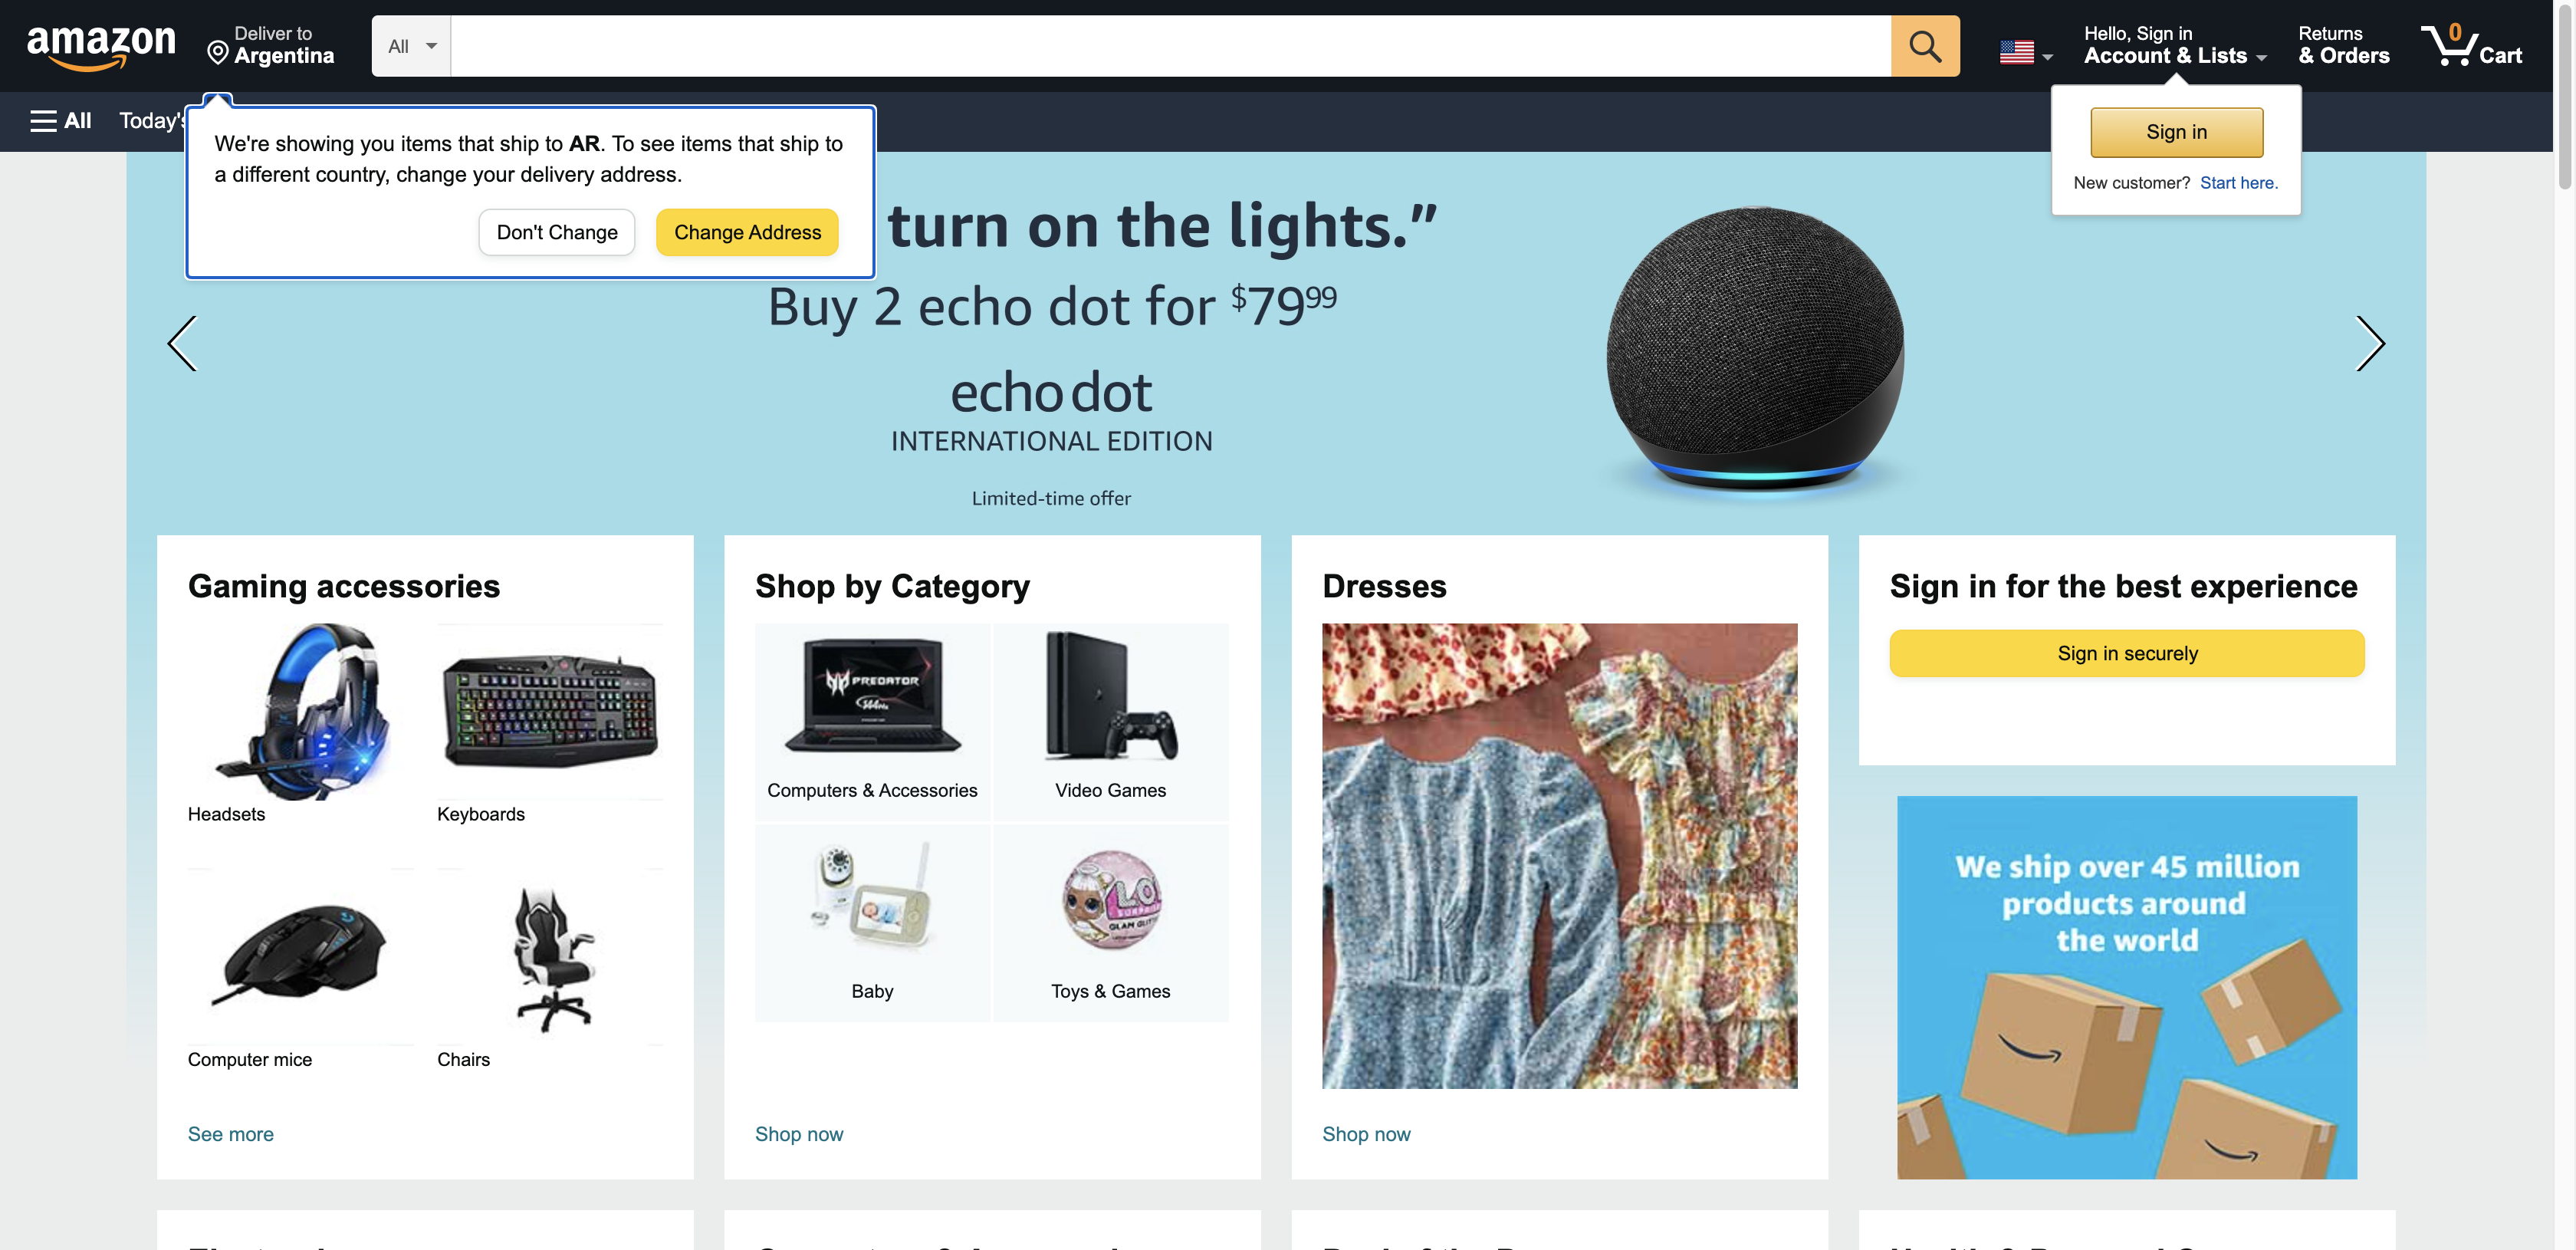 amazon
Deliver to
Argentina
All
Hello, Sign in
Account & Lists
Returns
& Orders
0
Cart
All
Today's
We're showing you items that ship to AR. To see items that ship to
a different country, change your delivery address.
Don't Change
Change Address
Sign in
New customer? Start here.
turn on the lights.”
Buy 2 echo dot for $7999
echo dot
INTERNATIONAL EDITION
Limited-time offer
Gaming accessories
Headsets
Keyboards
Computer mice
Chairs
See more
Shop by Category
PREDATOR
144Hz
Computers & Accessories
Video Games
L.O.L
SURPRISE
Baby
Toys & Games
Shop now
Dresses
Shop now
Sign in for the best experience
Sign in securely
We ship over 45 million
products around
the world